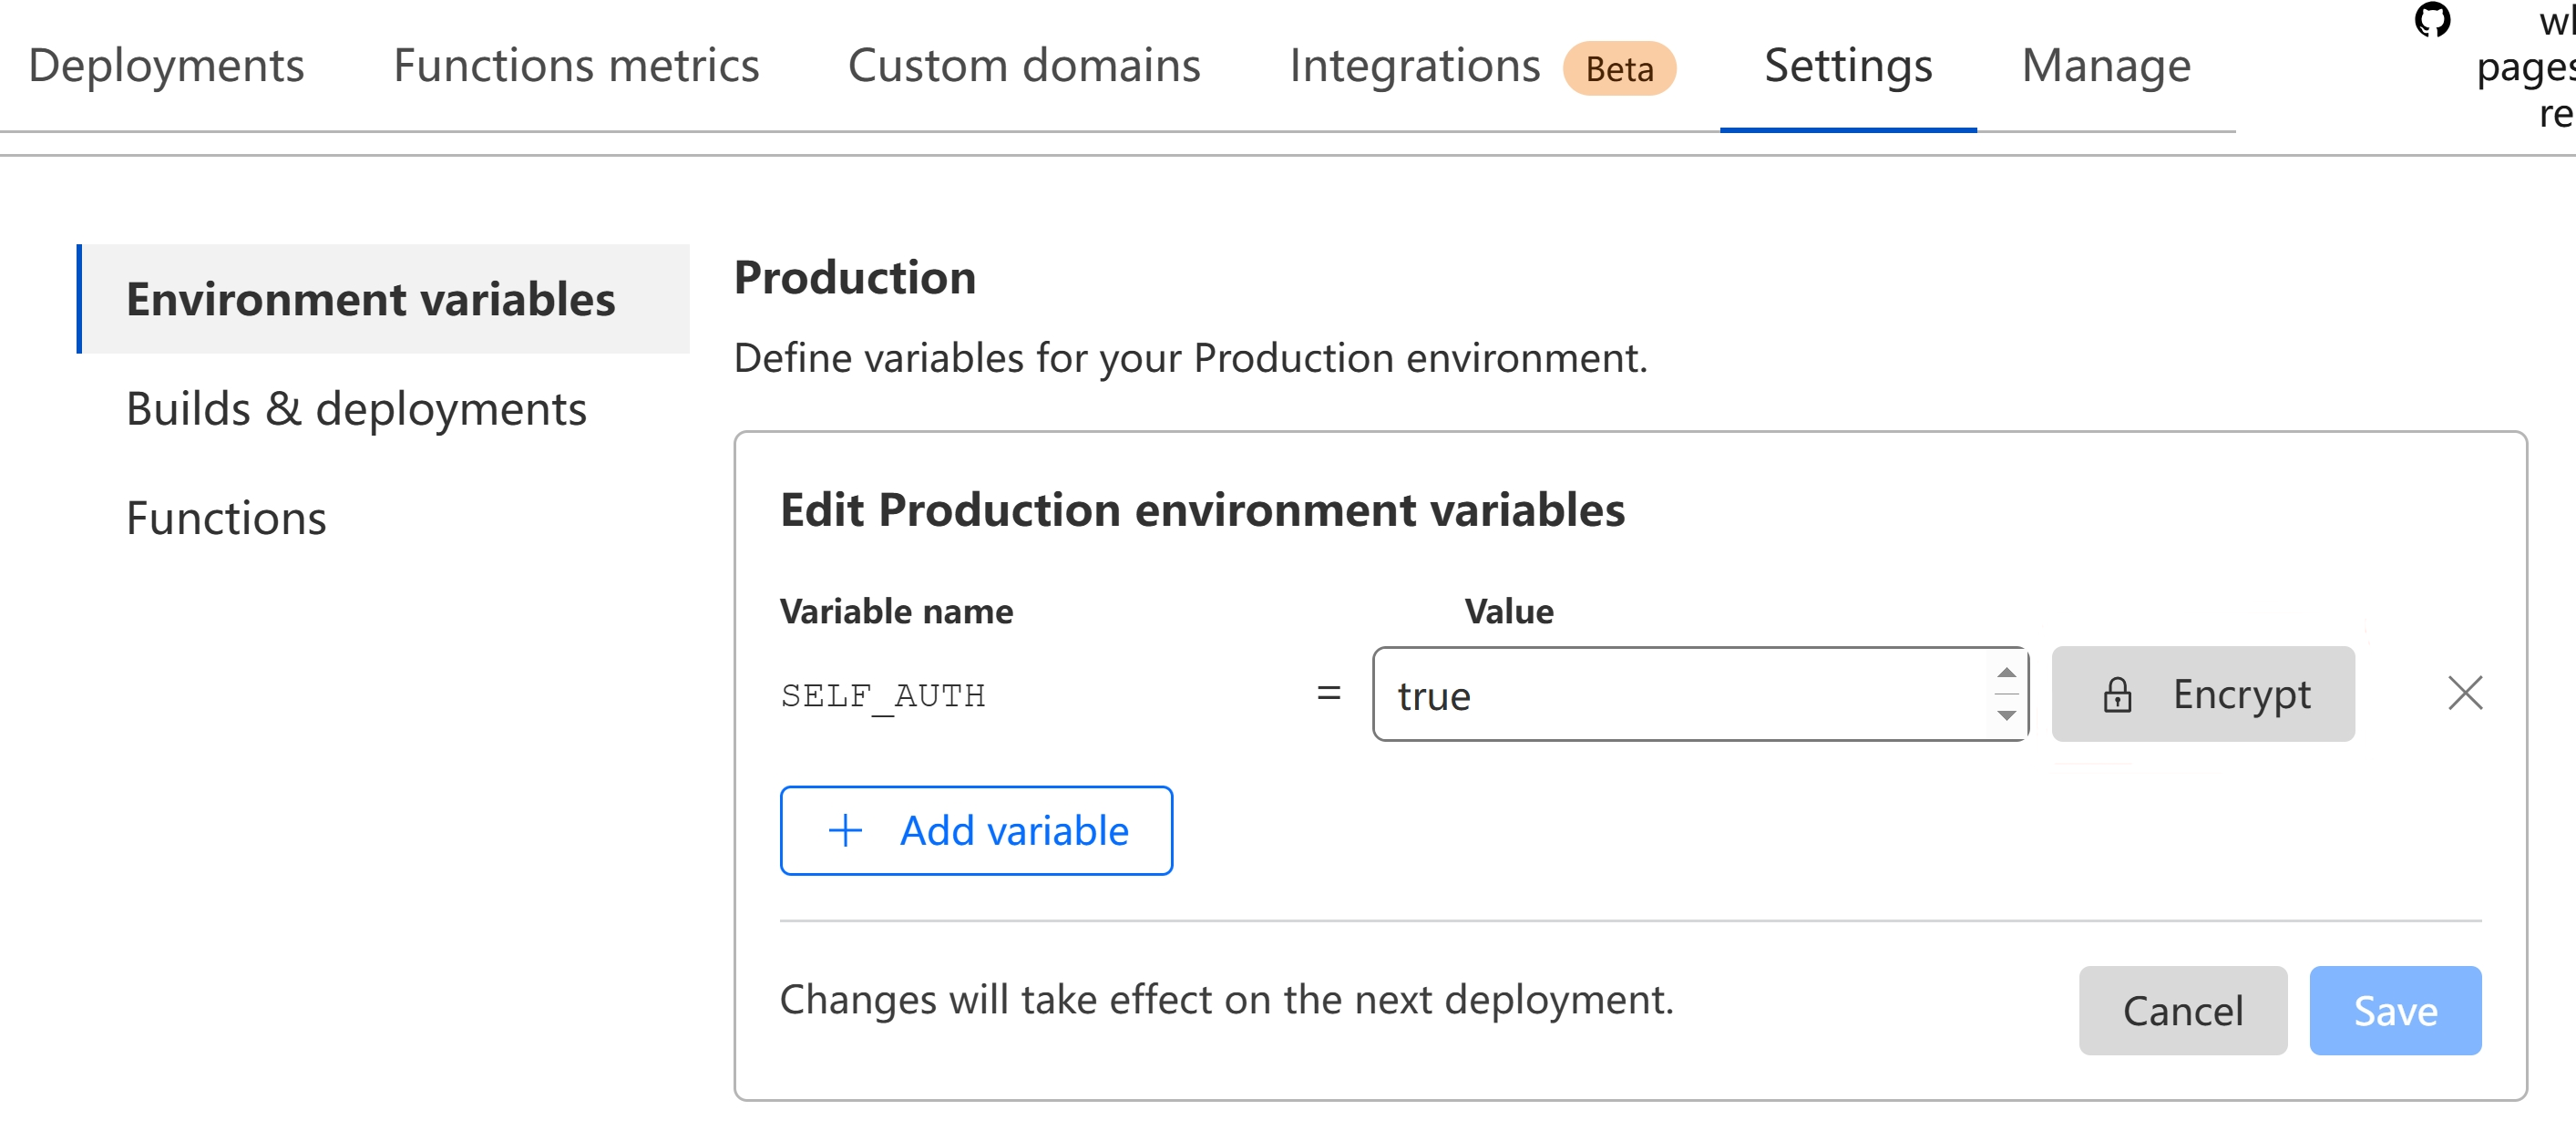 Deployments Functions metrics Custom domains Integrations Beta Settings Manage
pages
re
Environment variables
Builds & deployments
Functions
Production
Define variables for your Production environment.
Edit Production environment variables
Variable name Value
SELF_AUTH = true Encrypt
Add variable
Changes will take effect on the next deployment.
Cancel Save